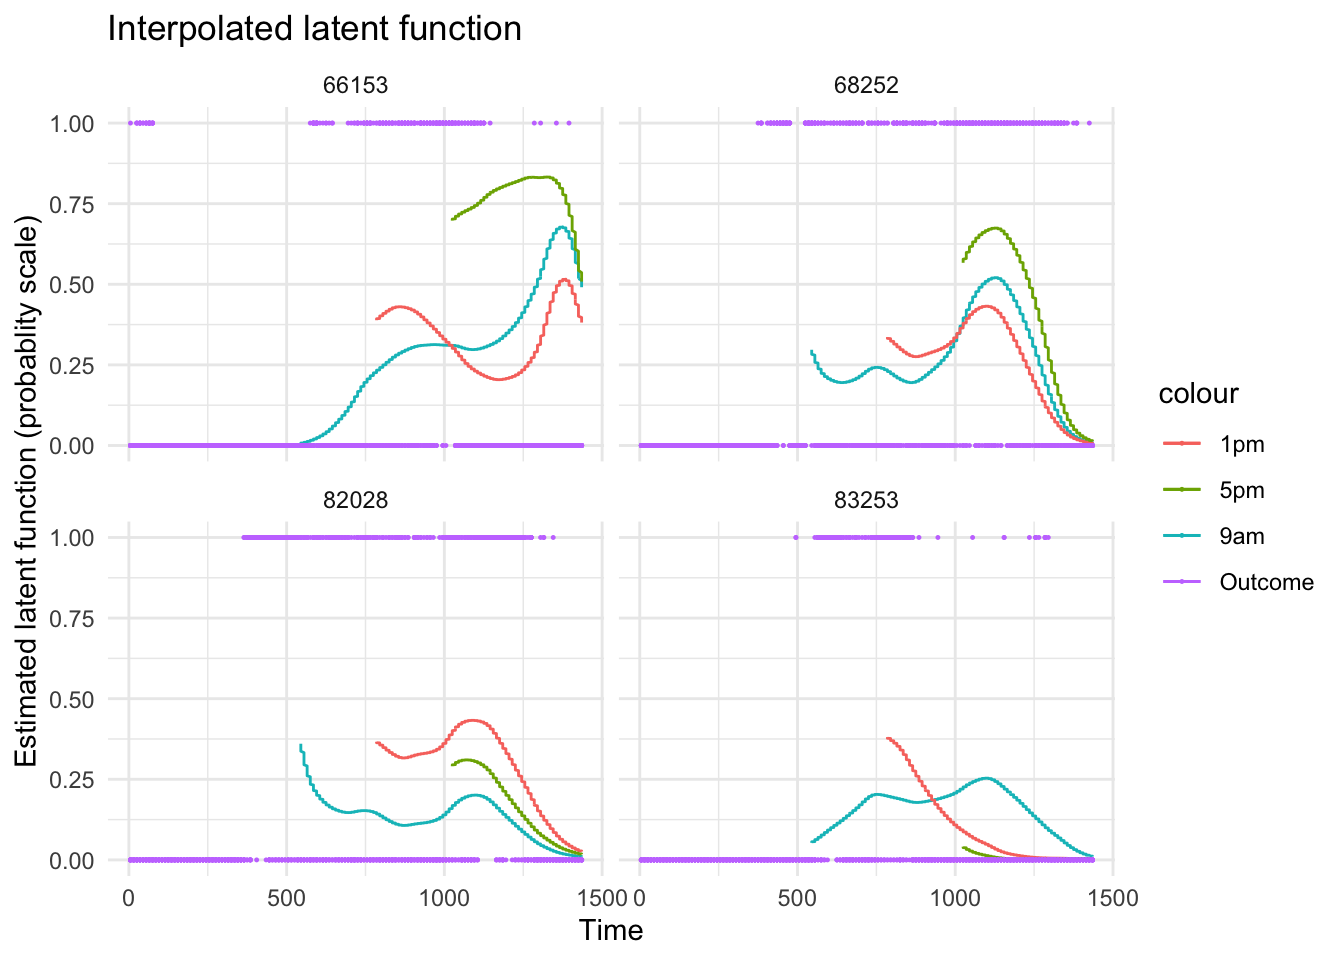 Interpolated latent function
66153
68252
1.00
0.75
0.50
0.25
0.00
82028
83253
1.00
0.75
0.50
0.25
0.00
0 500 1000 1500 0 500 1000 1500
Time
Estimated latent function (probablity scale)
colour
1pm
5pm
9am
Outcome